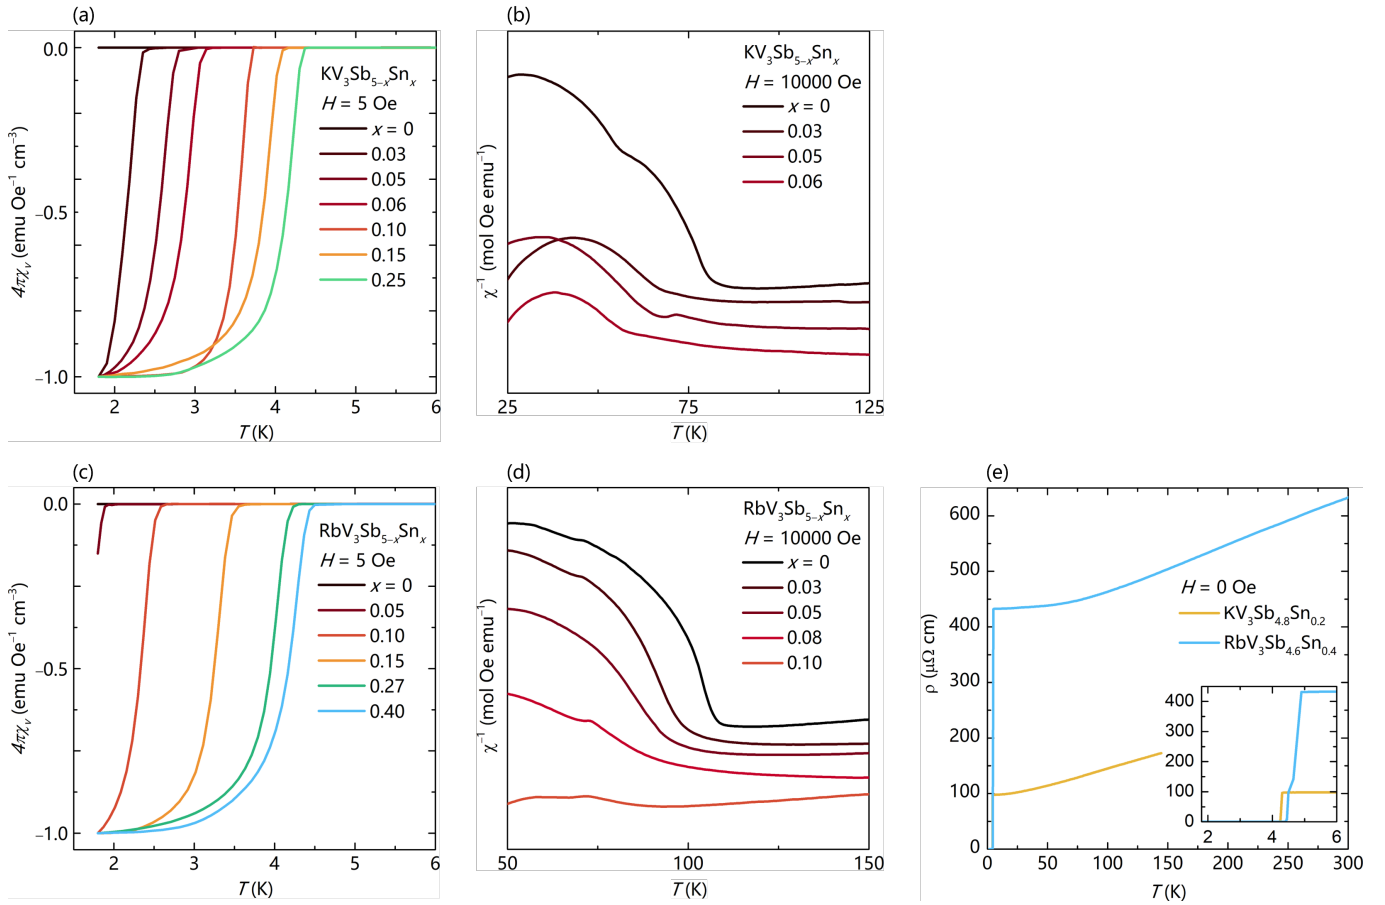 (a)
0.0
−0.5
−1.0
4πχᵥ (emu Oe⁻¹ cm⁻³)
KV₃Sb₅₋ₓSnₓ
H = 5 Oe
x = 0
0.03
0.05
0.06
0.10
0.15
0.25
2 3 4 5 6
T (K)
(b)
χ⁻¹ (mol Oe emu⁻¹)
KV₃Sb₅₋ₓSnₓ
H = 10000 Oe
x = 0
0.03
0.05
0.06
25 75 125
T (K)
(c)
0.0
−0.5
−1.0
4πχᵥ (emu Oe⁻¹ cm⁻³)
RbV₃Sb₅₋ₓSnₓ
H = 5 Oe
x = 0
0.05
0.10
0.15
0.27
0.40
2 3 4 5 6
T (K)
(d)
χ⁻¹ (mol Oe emu⁻¹)
RbV₃Sb₅₋ₓSnₓ
H = 10000 Oe
x = 0
0.03
0.05
0.08
0.10
50 100 150
T (K)
(e)
600
500
400
300
200
100
0
ρ (μΩ cm)
H = 0 Oe
KV₃Sb₄.₈Sn₀.₂
RbV₃Sb₄.₆Sn₀.₄
400
300
200
100
0
2 4 6
0 50 100 150 200 250 300
T (K)